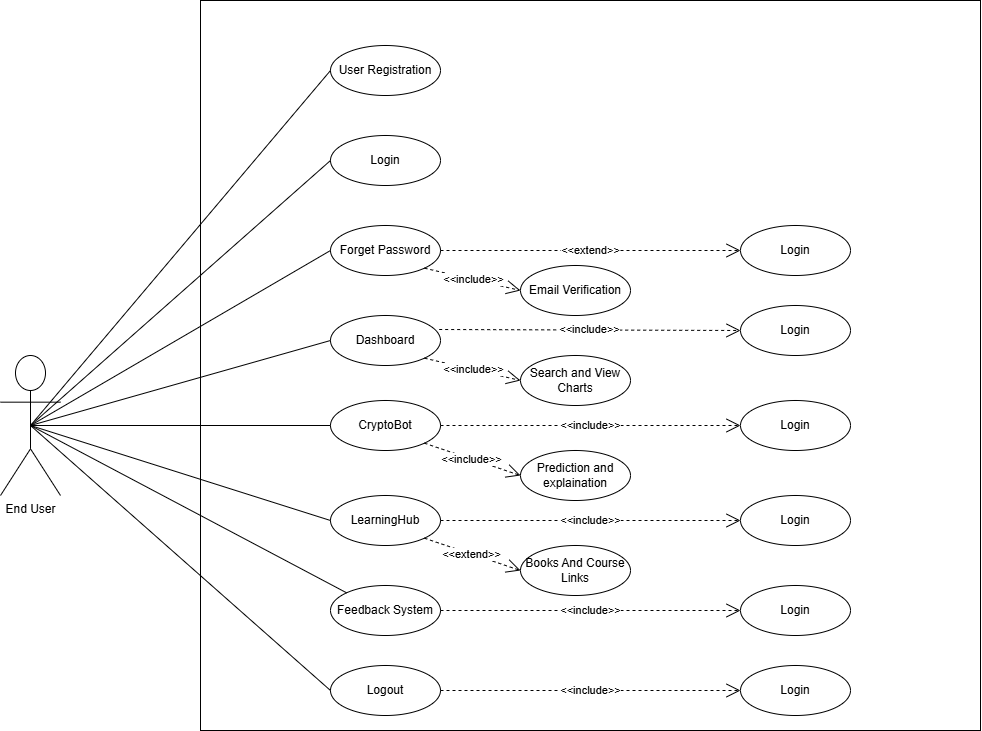 User Registration
Login
Forget Password
<<extend>>
Login
<<include>>
Email Verification
Dashboard
<<include>>
Login
<<include>>
Search and View
Charts
CryptoBot
<<include>>
Login
<<include>>
Prediction and
explaination
End User
LearningHub
<<include>>
Login
<<extend>>
Books And Course
Links
Feedback System
<<include>>
Login
Logout
<<include>>
Login